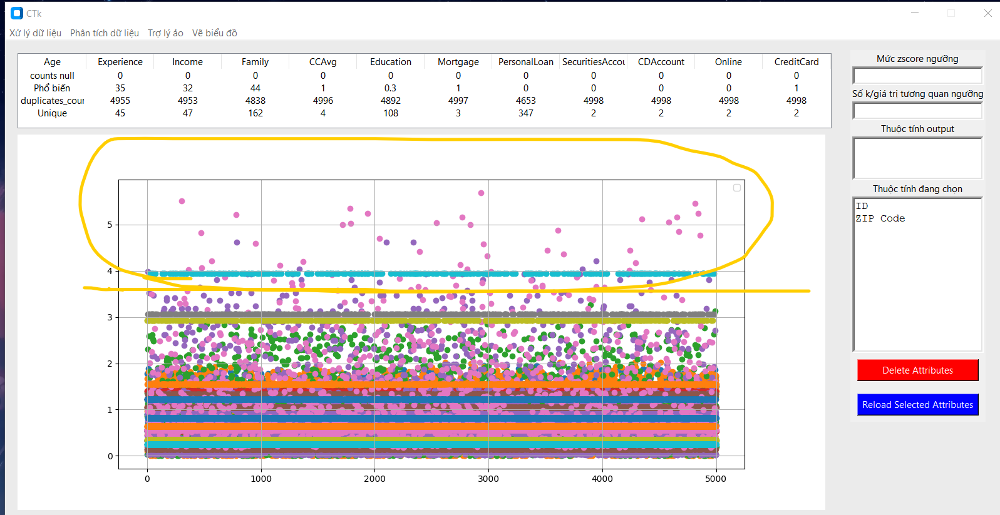 CTk
Xử lý dữ liệu Phân tích dữ liệu Trợ lý ảo Vẽ biểu đồ
Age Experience Income Family CCAvg Education Mortgage PersonalLoan SecuritiesAccou CDAccount Online CreditCard
counts null 0 0 0 0 0 0 0 0 0 0 0
Phổ biến 35 32 44 1 0.3 1 0 0 0 0 1
duplicates_cour 4955 4953 4838 4996 4892 4997 4653 4998 4998 4998 4998
Unique 45 47 162 4 108 3 347 2 2 2 2
5
4
3
2
1
0
0 1000 2000 3000 4000 5000
Mức zscore ngưỡng
Số k/giá trị tương quan ngưỡng
Thuộc tính output
Thuộc tính đang chọn
ID
ZIP Code
Delete Attributes
Reload Selected Attributes